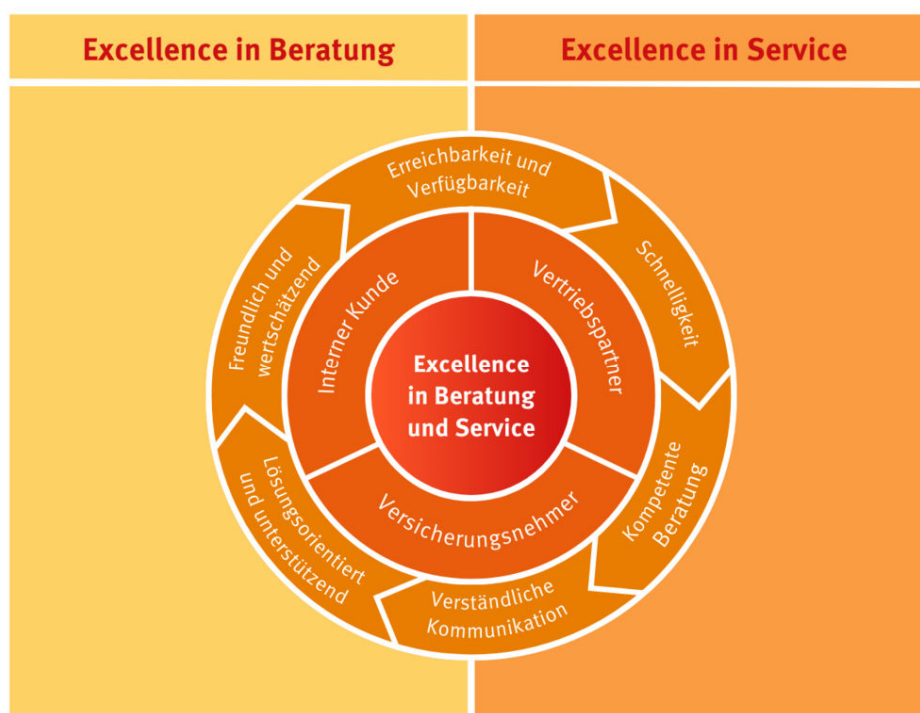 Excellence in Beratung
Excellence in Service
Erreichbarkeit und
Verfügbarkeit
Schnelligkeit
Kompetente
Beratung
Verständliche
Kommunikation
Lösungsorientiert
und unterstützend
Freundlich und
wertschätzend
Interner Kunde
Vertriebspartner
Versicherungsnehmer
Excellence
in Beratung
und Service